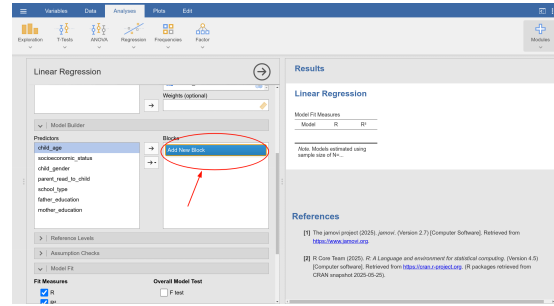 Variables Data Analyses Plots Edit
Exploration T-Tests ANOVA Regression Frequencies Factor Modules
Linear Regression
Weights (optional)
Model Builder
Predictors Blocks
child_age
socioeconomic_status
child_gender
parent_read_to_child
school_type
father_education
mother_education
Add New Block
Reference Levels
Assumption Checks
Model Fit
Fit Measures Overall Model Test
R F test
R²
Results
Linear Regression
Model Fit Measures
Model R R²
Note. Models estimated using
sample size of N=...
References
[1] The jamovi project (2025). jamovi. (Version 2.7) [Computer Software]. Retrieved from
https://www.jamovi.org.
[2] R Core Team (2025). R: A Language and environment for statistical computing. (Version 4.5)
[Computer software]. Retrieved from https://cran.r-project.org. (R packages retrieved from
CRAN snapshot 2025-05-25).